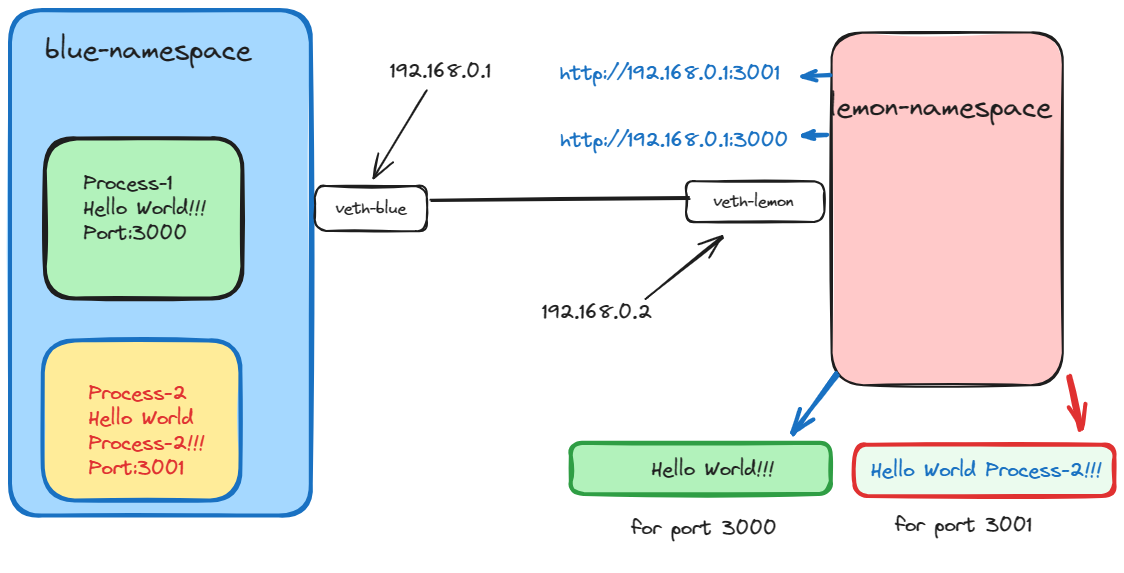 blue-namespace
192.168.0.1
http://192.168.0.1:3001
http://192.168.0.1:3000
lemon-namespace
Process-1
Hello World!!!
Port:3000
veth-blue
veth-lemon
192.168.0.2
Process-2
Hello World
Process-2!!!
Port:3001
Hello World!!!
Hello World Process-2!!!
for port 3000
for port 3001